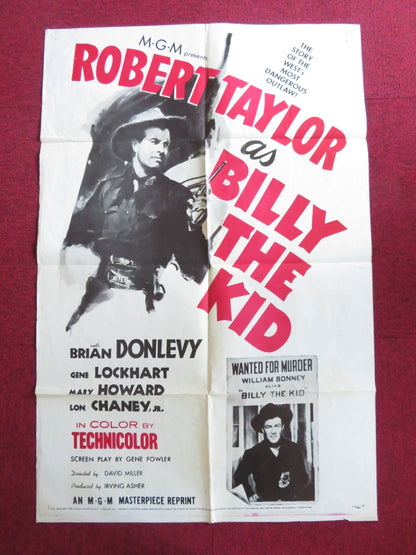 M-G-M presents
ROBERT TAYLOR
as
BILLY
THE
KID
THE
STORY
OF THE
WEST'S
MOST
DANGEROUS
OUTLAW!
with
BRIAN DONLEVY
GENE LOCKHART
MARY HOWARD
LON CHANEY, JR.
IN COLOR BY
TECHNICOLOR
SCREEN PLAY BY GENE FOWLER
Directed by DAVID MILLER
Produced by IRVING ASHER
AN M-G-M MASTERPIECE REPRINT
WANTED FOR MURDER
WILLIAM BONNEY
ALIAS
"BILLY THE KID"